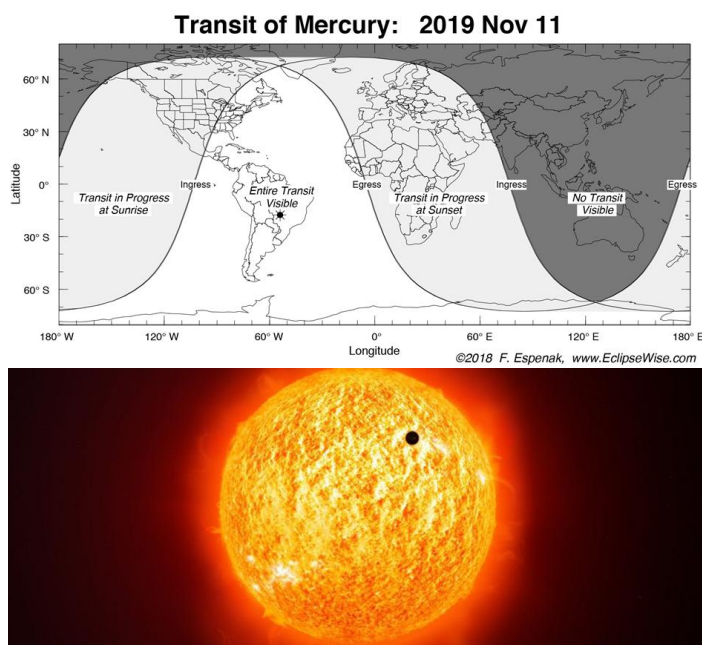 Transit of Mercury: 2019 Nov 11
60° N
30° N
0°
30° S
60° S
Latitude
Ingress
Egress
Ingress
Egress
Transit in Progress
at Sunrise
Entire Transit
Visible
Transit in Progress
at Sunset
No Transit
Visible
180° W
120° W
60° W
0°
60° E
120° E
180° E
Longitude
©2018 F. Espenak, www.EclipseWise.com